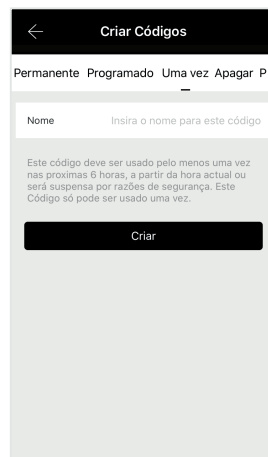 Criar Códigos
Permanente Programado Uma vez Apagar P
Nome Insira o nome para este código
Este código deve ser usado pelo menos uma vez
nas proximas 6 horas, a partir da hora actual ou
será suspensa por razões de segurança. Este
Código só pode ser usado uma vez.
Criar